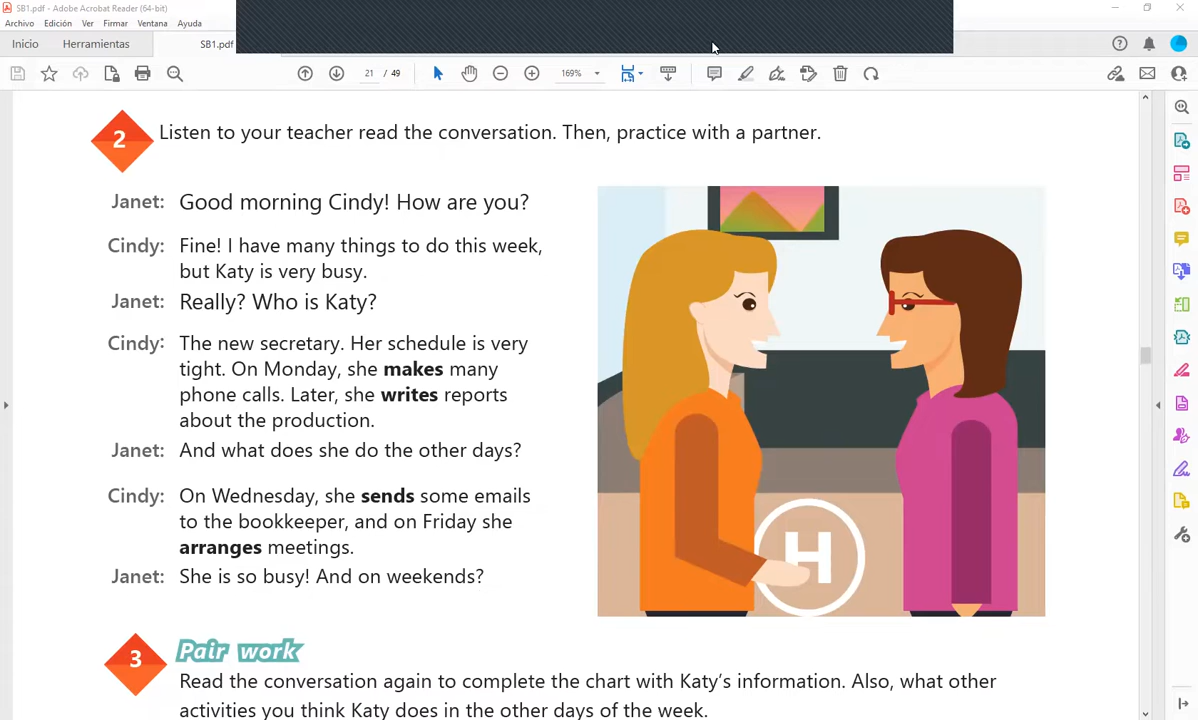 SB1.pdf - Adobe Acrobat Reader (64-bit)
Archivo Edición Ver Firmar Ventana Ayuda
Inicio Herramientas SB1.pdf
21 / 49 169%
2 Listen to your teacher read the conversation. Then, practice with a partner.
Janet: Good morning Cindy! How are you?
Cindy: Fine! I have many things to do this week,
but Katy is very busy.
Janet: Really? Who is Katy?
Cindy: The new secretary. Her schedule is very
tight. On Monday, she makes many
phone calls. Later, she writes reports
about the production.
Janet: And what does she do the other days?
Cindy: On Wednesday, she sends some emails
to the bookkeeper, and on Friday she
arranges meetings.
Janet: She is so busy! And on weekends?
H
3 Pair work
Read the conversation again to complete the chart with Katy's information. Also, what other
activities you think Katy does in the other days of the week.